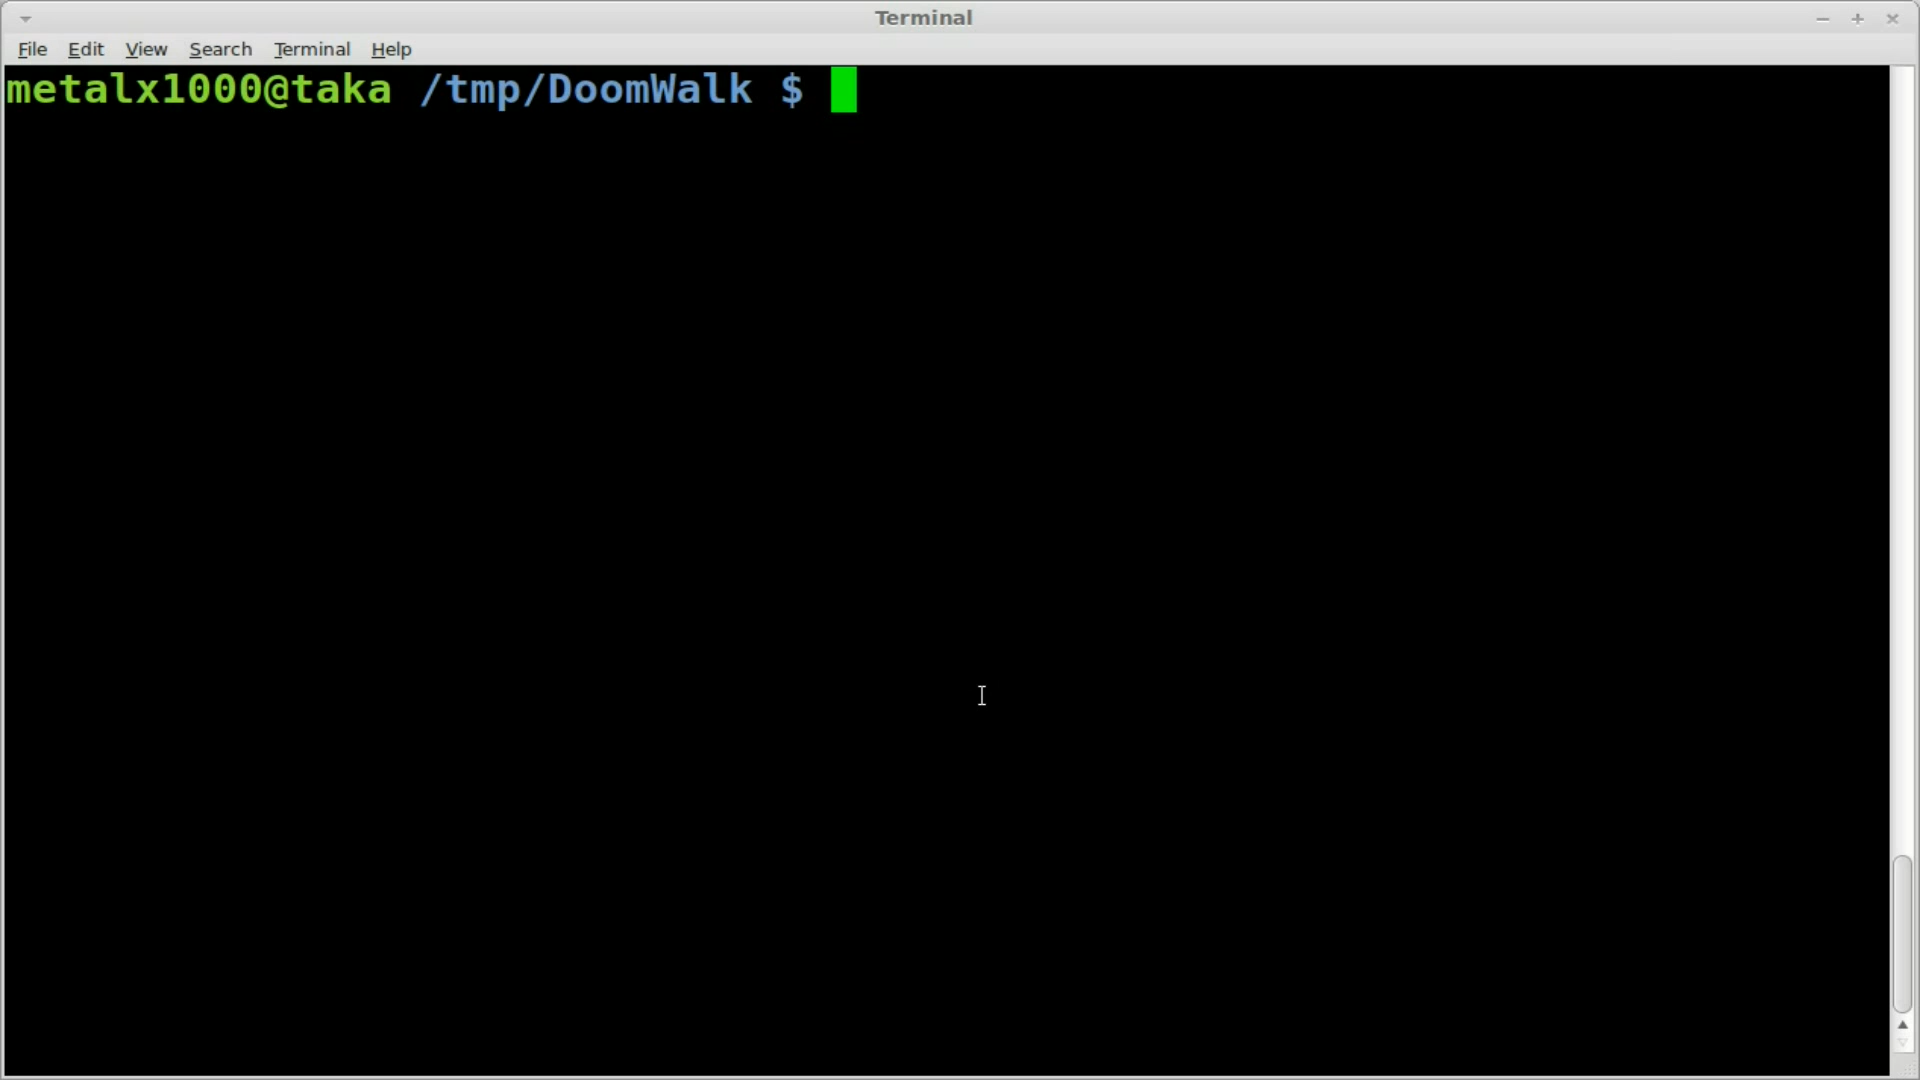 Terminal
File Edit View Search Terminal Help
metalx1000@taka /tmp/DoomWalk $